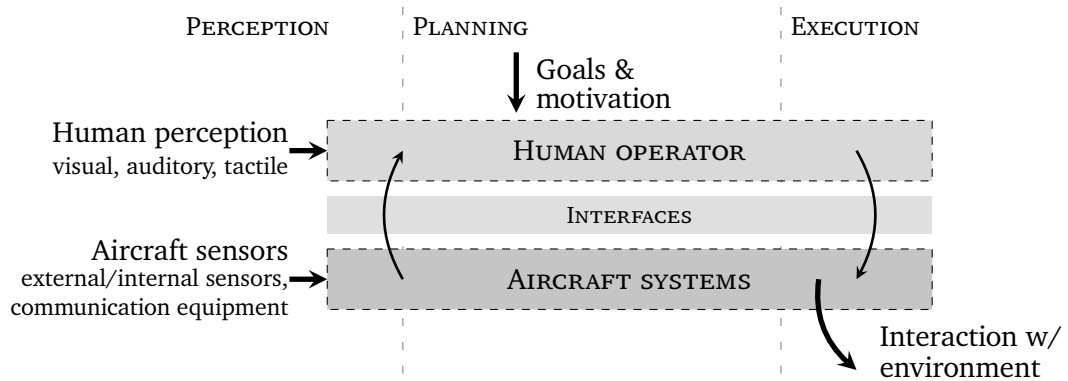 PERCEPTION
PLANNING
EXECUTION
Goals &
motivation
Human perception
visual, auditory, tactile
HUMAN OPERATOR
INTERFACES
Aircraft sensors
external/internal sensors,
communication equipment
AIRCRAFT SYSTEMS
Interaction w/
environment